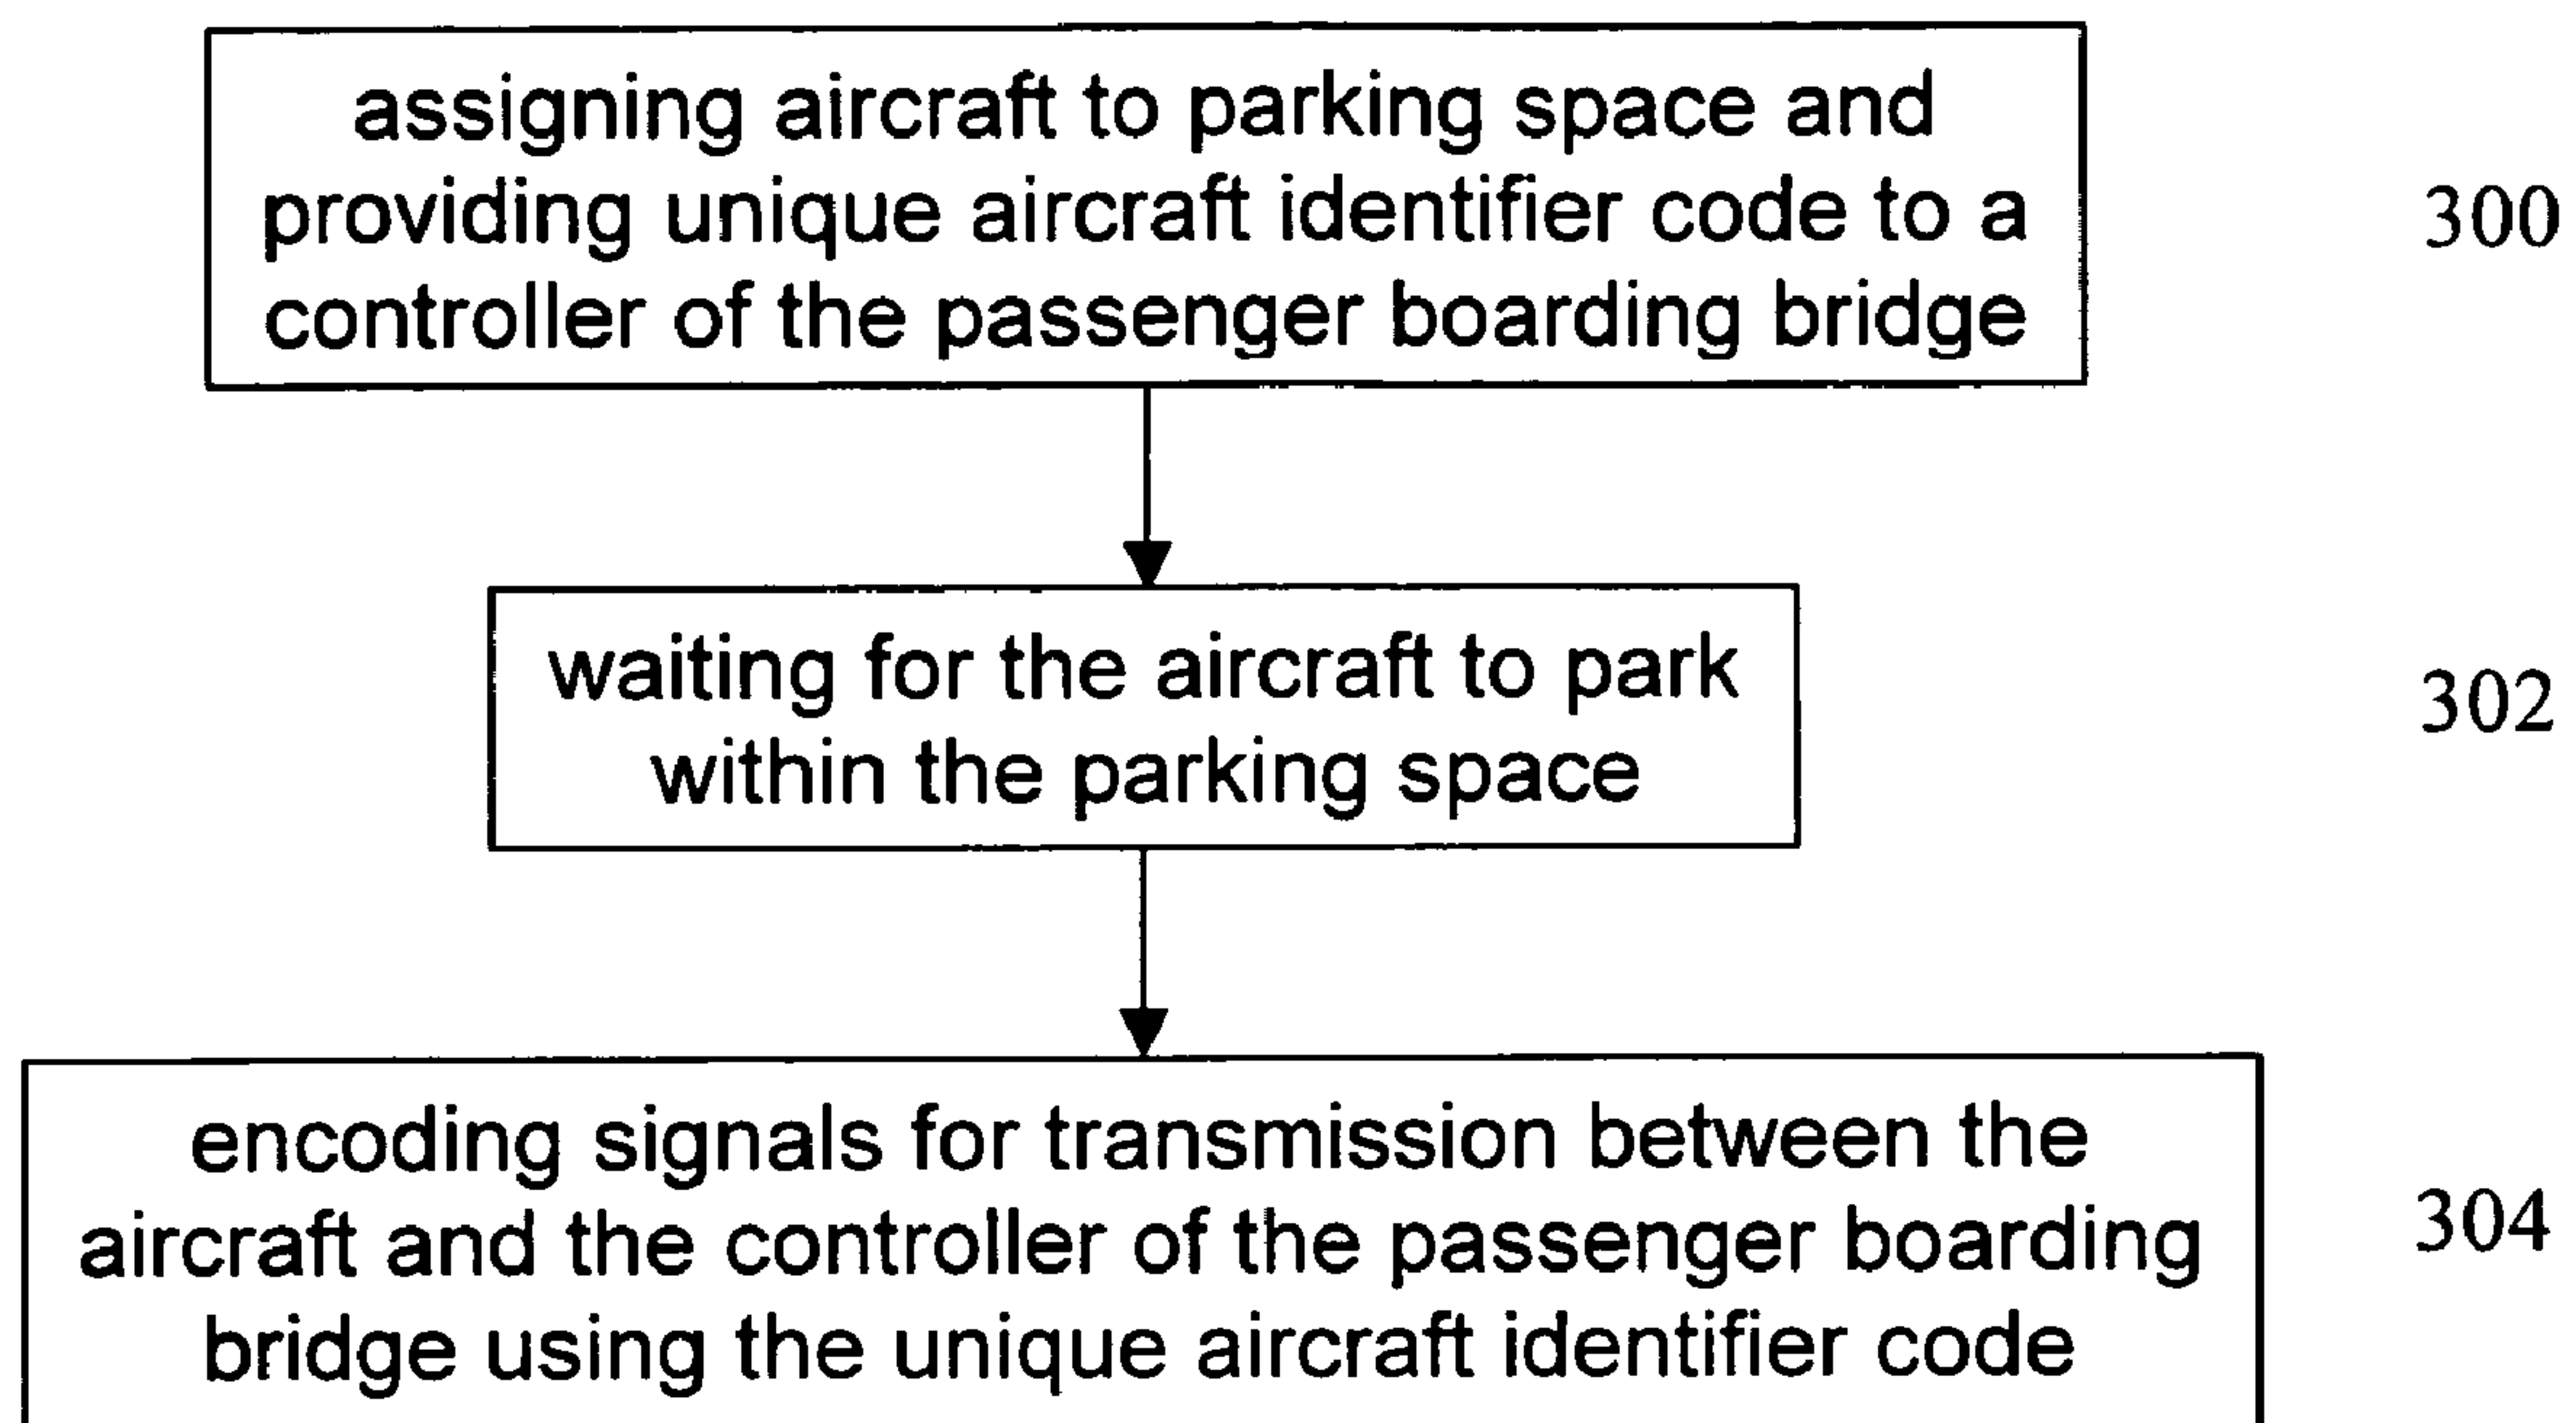 assigning aircraft to parking space and
providing unique aircraft identifier code to a
controller of the passenger boarding bridge
300
waiting for the aircraft to park
within the parking space
302
encoding signals for transmission between the
aircraft and the controller of the passenger boarding
bridge using the unique aircraft identifier code
304